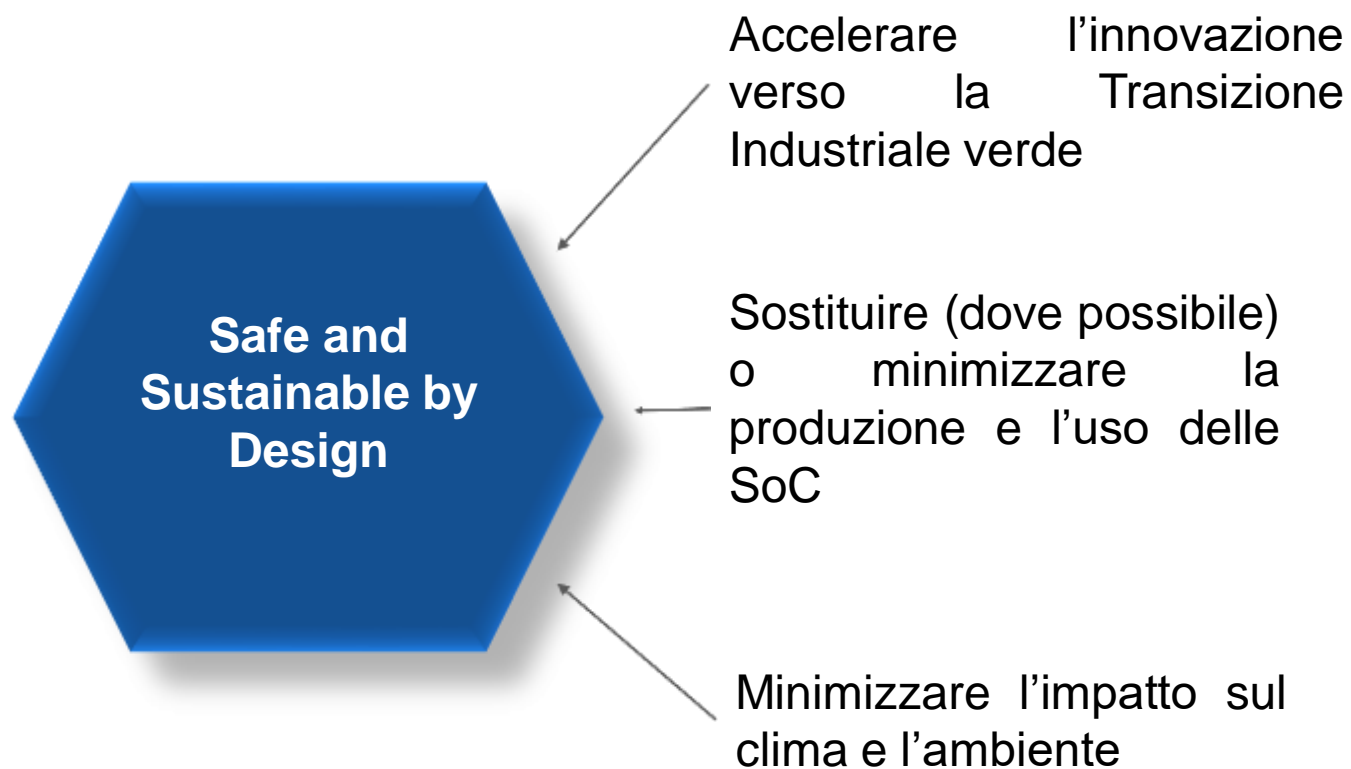 Accelerare l’innovazione
verso la Transizione
Industriale verde
Safe and
Sustainable by
Design
Sostituire (dove possibile)
o minimizzare la
produzione e l’uso delle
SoC
Minimizzare l’impatto sul
clima e l’ambiente